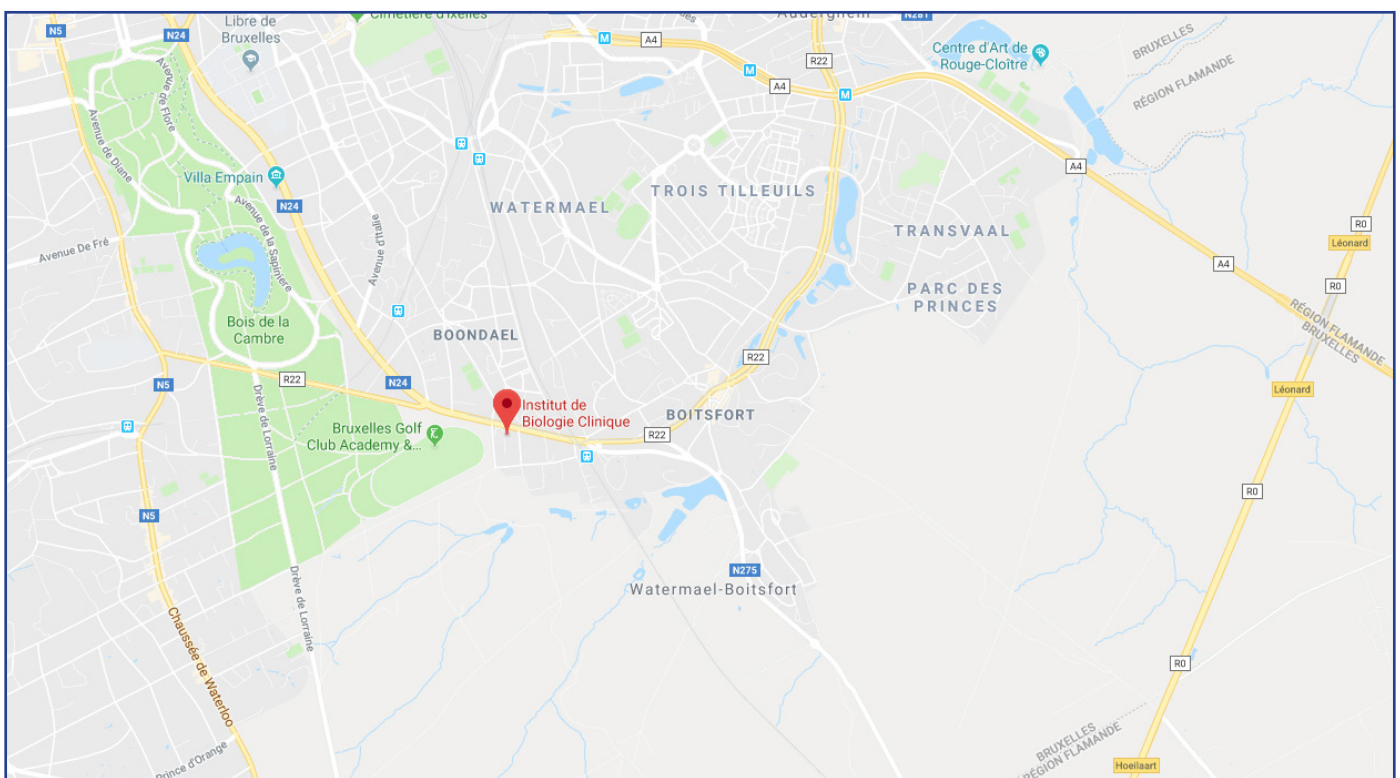 Libre de
Bruxelles
Cimetière d'Ixelles
Auderghem
N281
N5
N24
A4
R22
M
M
M
A4
Centre d'Art de
Rouge-Cloître
BRUXELLES
RÉGION FLAMANDE
Avenue de Flore
Avenue de Diane
Villa Empain
N24
Avenue de la Sapinière
Avenue d'Italie
WATERMAEL
TROIS TILLEULS
TRANSVAAL
A4
R0
Léonard
Avenue De Fré
A4
R0
PARC DES
PRINCES
RÉGION FLAMANDE
BRUXELLES
Bois de la
Cambre
BOONDAEL
R22
N5
R22
N24
Léonard
Institut de
Biologie Clinique
BOITSFORT
R22
Bruxelles Golf
Club Academy &...
Drève de Lorraine
R0
N5
N275
Watermael-Boitsfort
Drève de Lorraine
Chaussée de Waterloo
R0
Prince d'Orange
BRUXELLES
RÉGION FLAMANDE
Hoeilaart